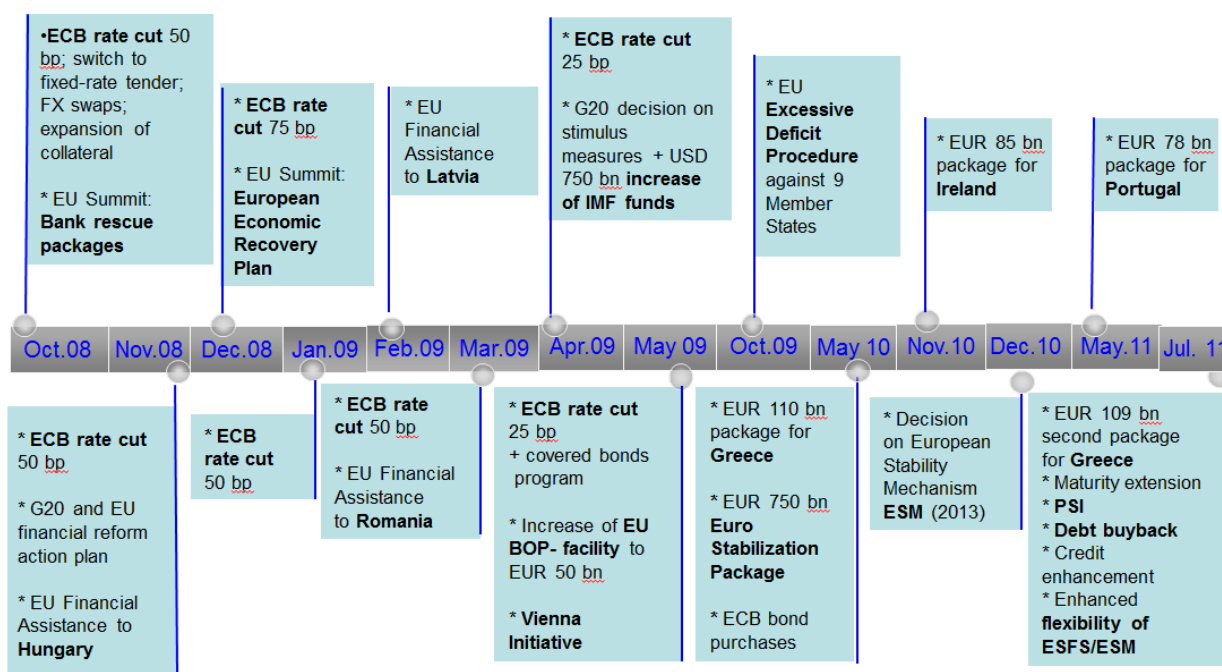 •ECB rate cut 50
bp; switch to
fixed-rate tender;
FX swaps;
expansion of
collateral
* EU Summit:
Bank rescue
packages
* ECB rate
cut 75 bp
* EU Summit:
European
Economic
Recovery
Plan
* EU
Financial
Assistance
to Latvia
* ECB rate cut
25 bp
* G20 decision on
stimulus
measures + USD
750 bn increase
of IMF funds
* EU
Excessive
Deficit
Procedure
against 9
Member
States
* EUR 85 bn
package for
Ireland
* EUR 78 bn
package for
Portugal
Oct.08 Nov.08 Dec.08 Jan.09 Feb.09 Mar.09 Apr.09 May 09 Oct.09 May 10 Nov.10 Dec.10 May.11 Jul. 11
* ECB rate cut
50 bp
* G20 and EU
financial reform
action plan
* EU Financial
Assistance to
Hungary
* ECB
rate cut
50 bp
* ECB rate
cut 50 bp
* EU Financial
Assistance
to Romania
* ECB rate cut
25 bp
+ covered bonds
program
* Increase of EU
BOP- facility to
EUR 50 bn
* Vienna
Initiative
* EUR 110 bn
package for
Greece
* EUR 750 bn
Euro
Stabilization
Package
* ECB bond
purchases
* Decision
on European
Stability
Mechanism
ESM (2013)
* EUR 109 bn
second package
for Greece
* Maturity extension
* PSI
* Debt buyback
* Credit
enhancement
* Enhanced
flexibility of
ESFS/ESM